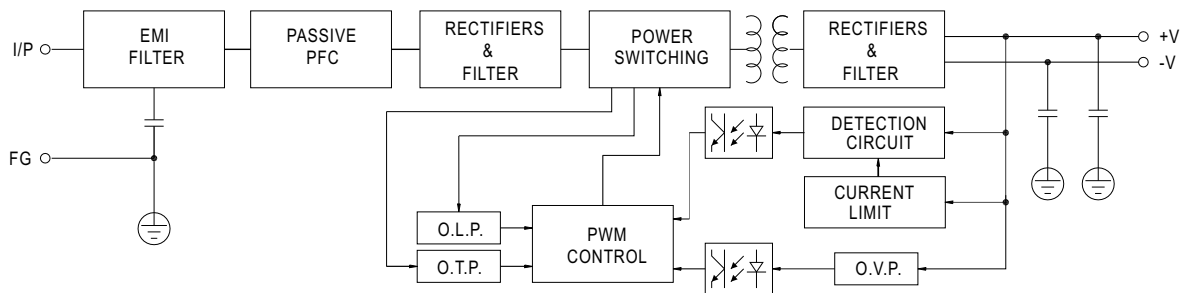 I/P
EMI
FILTER
PASSIVE
PFC
RECTIFIERS
&
FILTER
POWER
SWITCHING
RECTIFIERS
&
FILTER
+V
-V
DETECTION
CIRCUIT
FG
CURRENT
LIMIT
O.L.P.
PWM
CONTROL
O.T.P.
O.V.P.